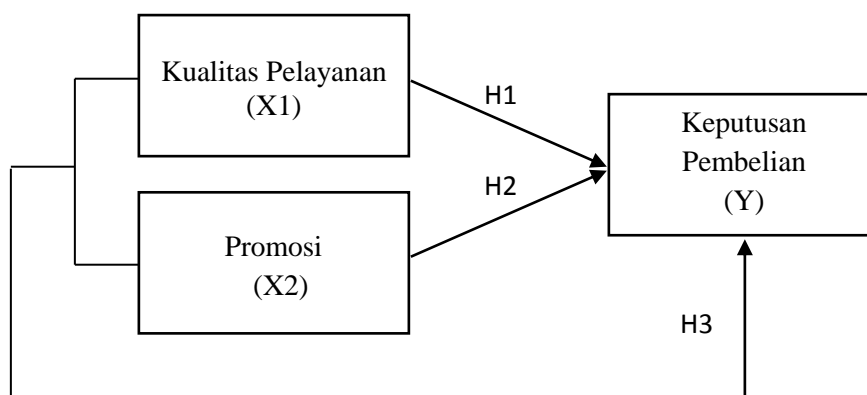 Kualitas Pelayanan
(X1)
H1
Keputusan
Pembelian
(Y)
H2
Promosi
(X2)
H3